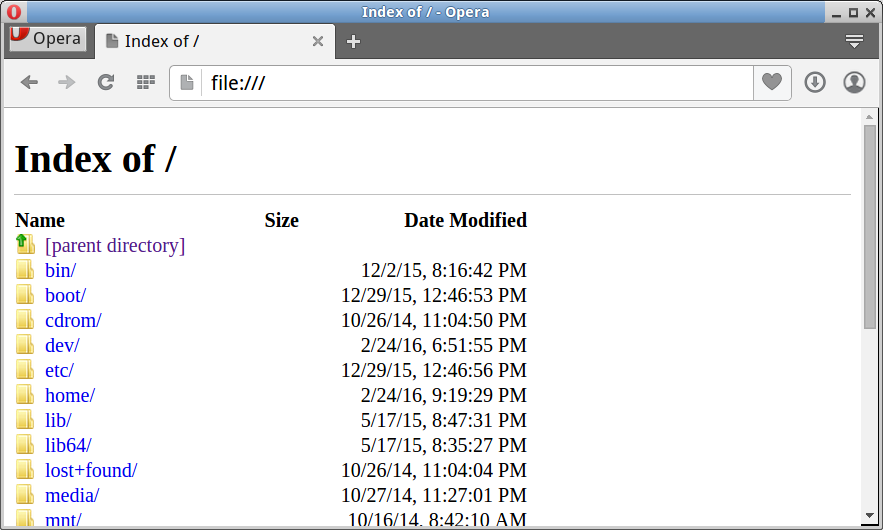 Index of / - Opera
Opera
Index of /
file:///
Index of /
Name Size Date Modified
[parent directory]
bin/ 12/2/15, 8:16:42 PM
boot/ 12/29/15, 12:46:53 PM
cdrom/ 10/26/14, 11:04:50 PM
dev/ 2/24/16, 6:51:55 PM
etc/ 12/29/15, 12:46:56 PM
home/ 2/24/16, 9:19:29 PM
lib/ 5/17/15, 8:47:31 PM
lib64/ 5/17/15, 8:35:27 PM
lost+found/ 10/26/14, 11:04:04 PM
media/ 10/27/14, 11:27:01 PM
mnt/ 10/16/14, 8:42:10 AM